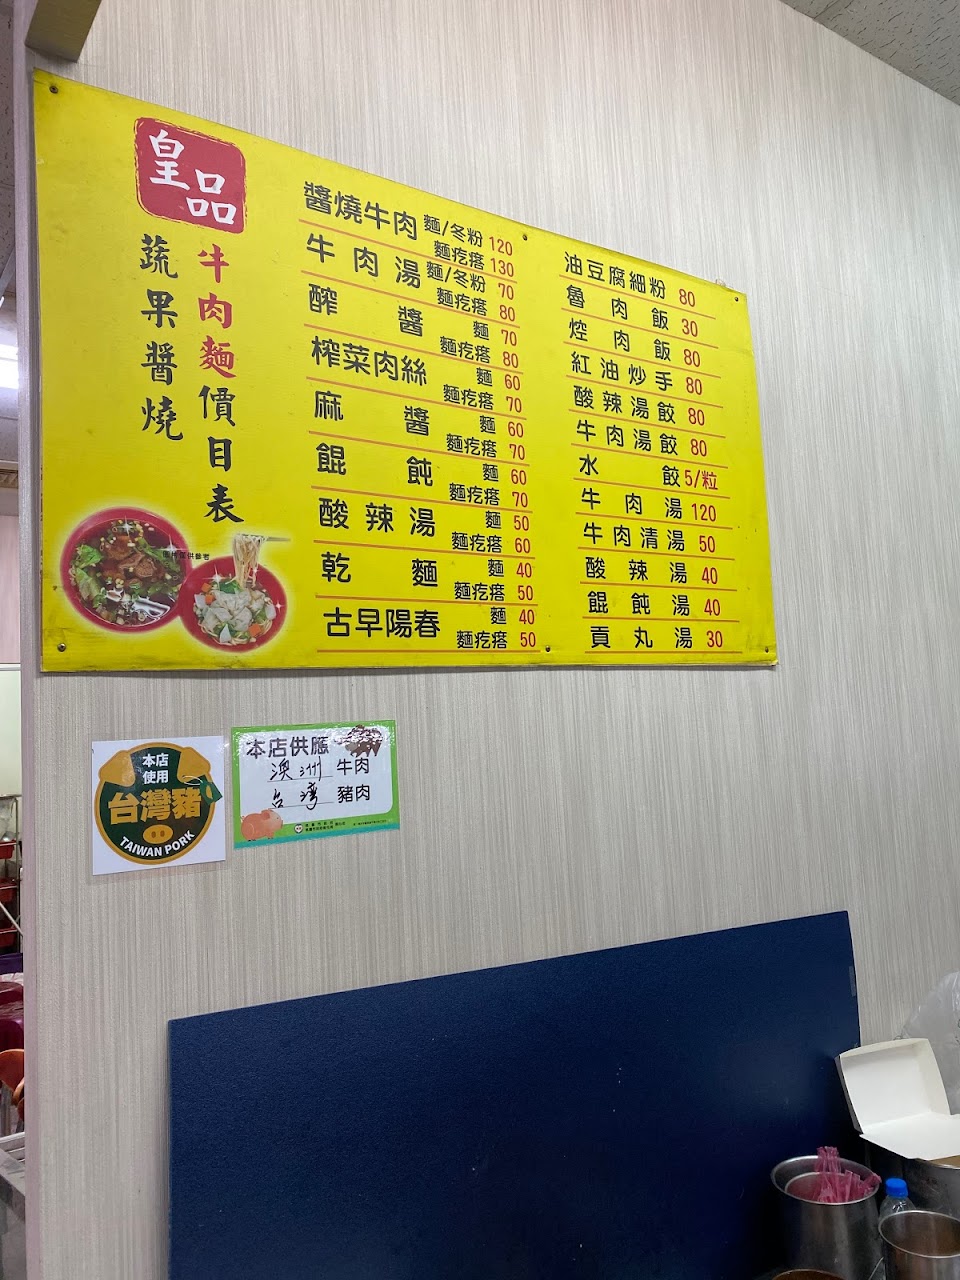 皇品
蔬果醬燒
牛肉麵價目表
圖片僅供參考
醬燒牛肉 麵/冬粉 120
麵疙瘩 130
牛肉湯 麵/冬粉 70
麵疙瘩 80
醡醬 麵 70
麵疙瘩 80
榨菜肉絲 麵 60
麵疙瘩 70
麻醬 麵 60
麵疙瘩 70
餛飩 麵 60
麵疙瘩 70
酸辣湯 麵 50
麵疙瘩 60
乾麵 麵 40
麵疙瘩 50
古早陽春 麵 40
麵疙瘩 50
油豆腐細粉 80
魯肉飯 30
焢肉飯 80
紅油炒手 80
酸辣湯餃 80
牛肉湯餃 80
水餃 5/粒
牛肉湯 120
牛肉清湯 50
酸辣湯 40
餛飩湯 40
貢丸湯 30
本店
使用
台灣豬
TAIWAN PORK
本店供應
澳洲 牛肉
台灣 豬肉